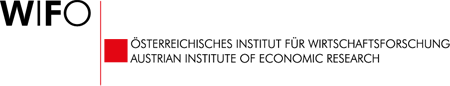 WIFO
ÖSTERREICHISCHES INSTITUT FÜR WIRTSCHAFTSFORSCHUNG
AUSTRIAN INSTITUTE OF ECONOMIC RESEARCH